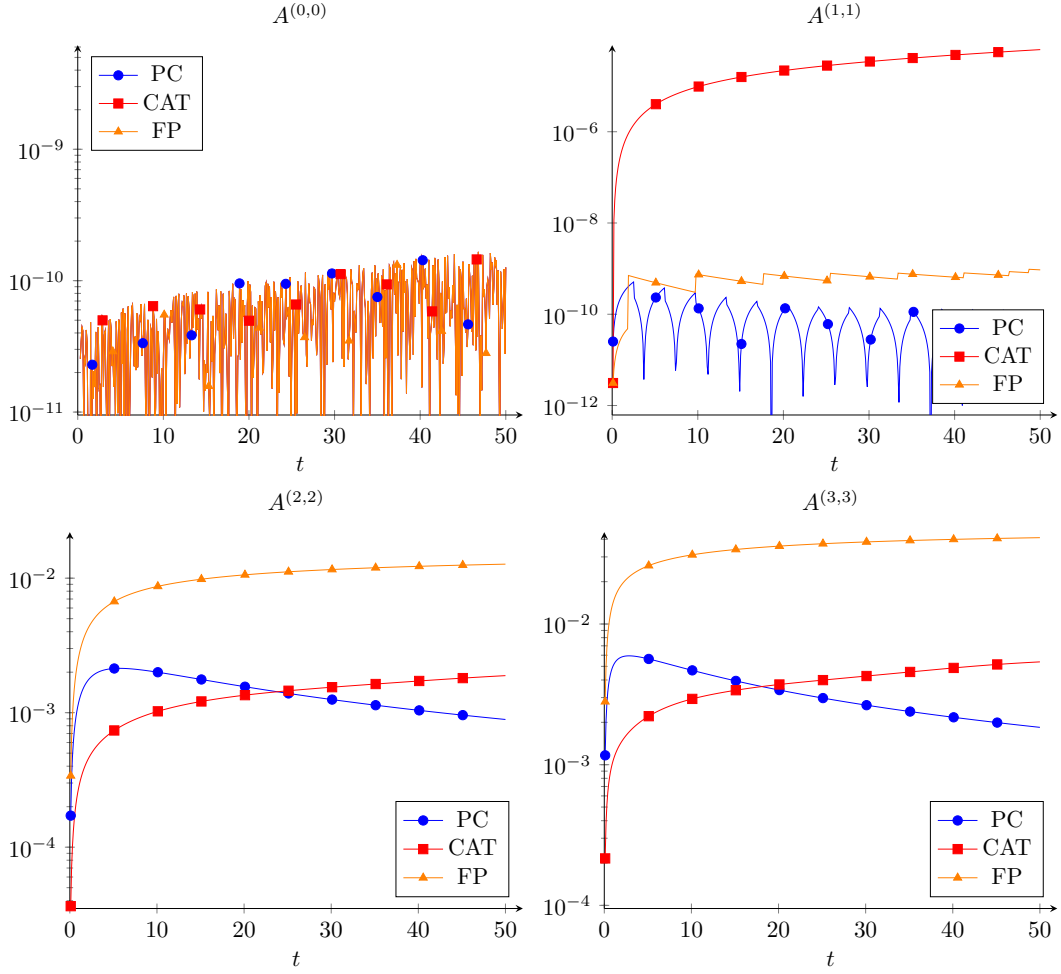 A^{(0,0)}
10^{-9}
10^{-10}
10^{-11}
PC
CAT
FP
0 10 20 30 40 50
t
A^{(1,1)}
10^{-6}
10^{-8}
10^{-10}
10^{-12}
PC
CAT
FP
0 10 20 30 40 50
t
A^{(2,2)}
10^{-2}
10^{-3}
10^{-4}
PC
CAT
FP
0 10 20 30 40 50
t
A^{(3,3)}
10^{-2}
10^{-3}
10^{-4}
PC
CAT
FP
0 10 20 30 40 50
t